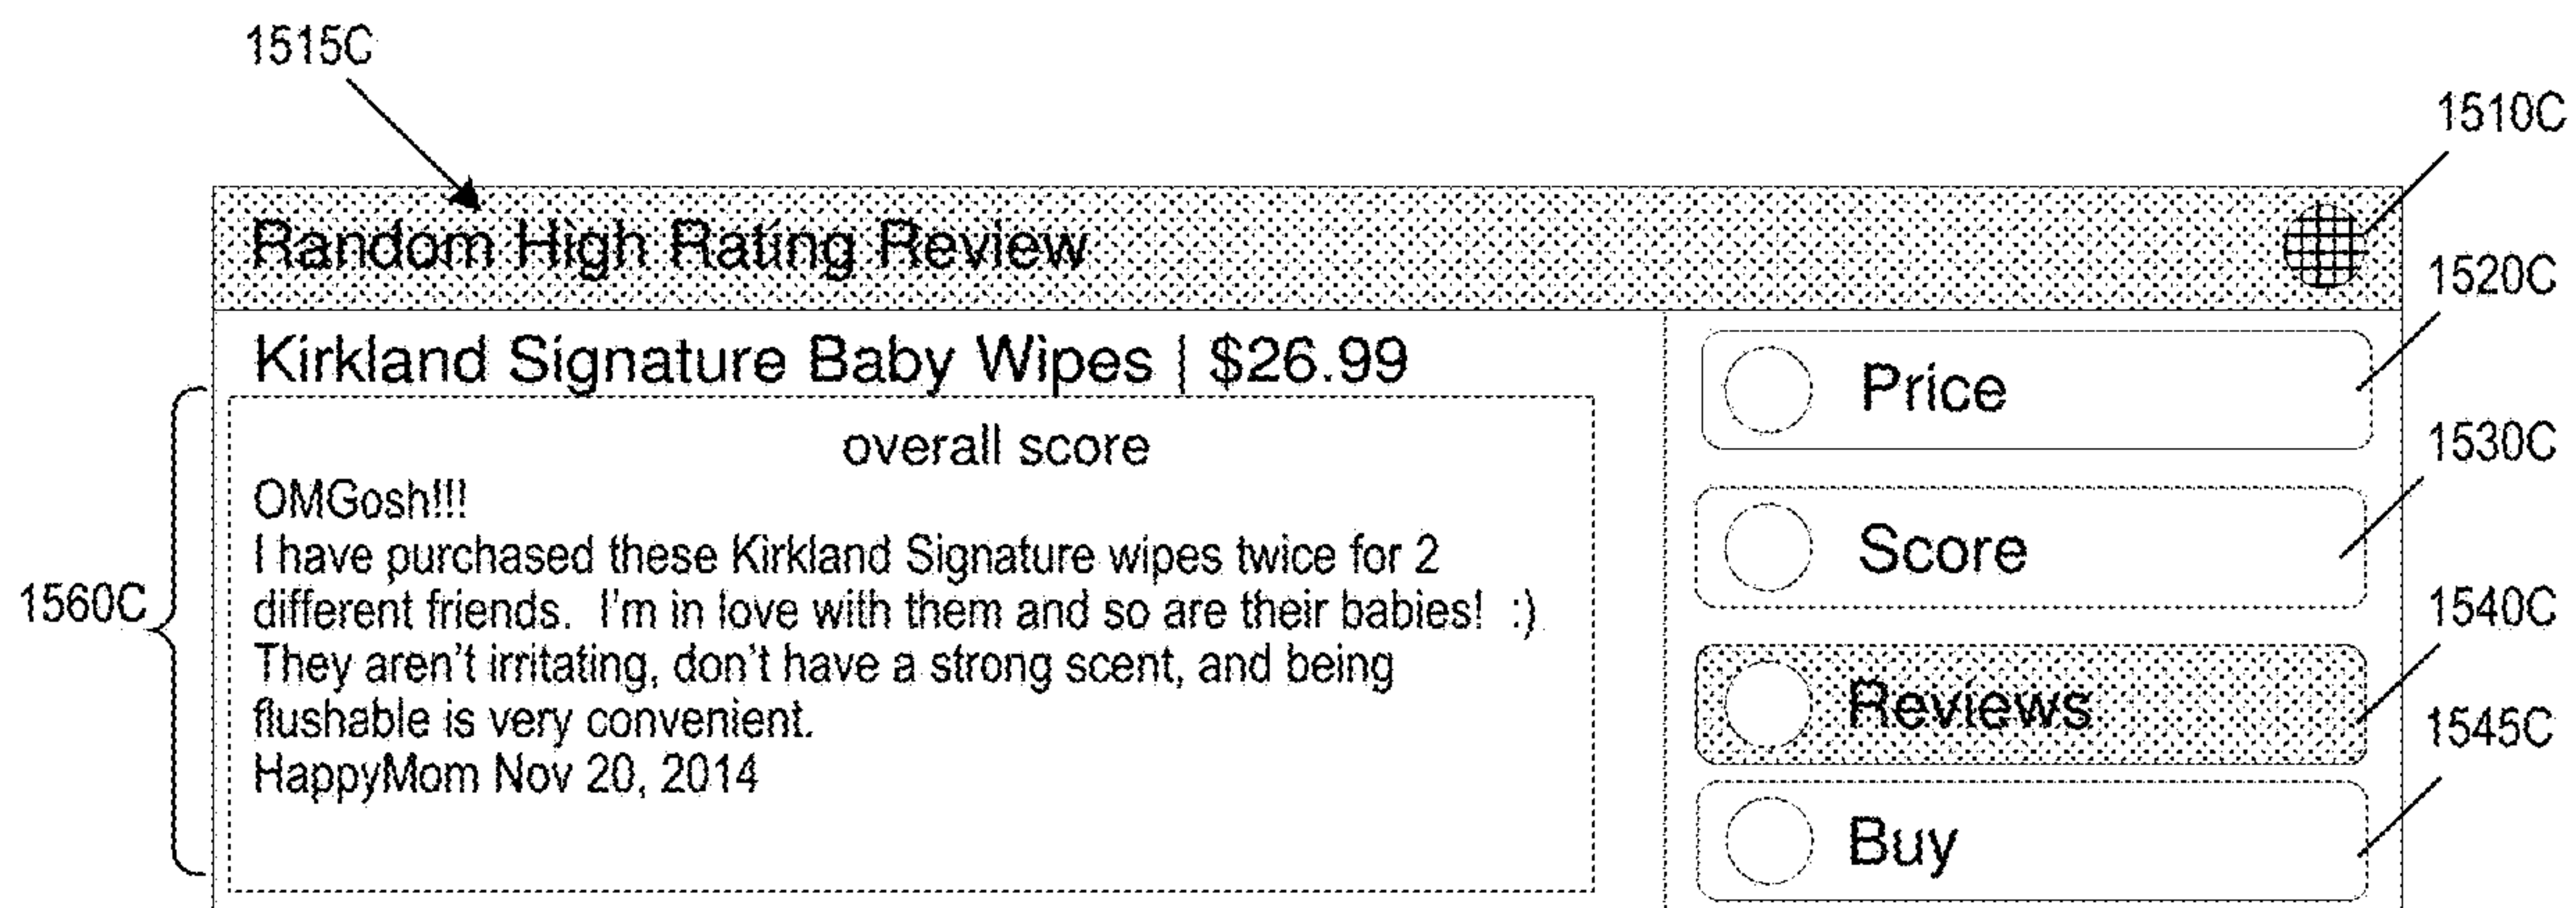 1515C
1510C
Random High Rating Review
1520C
Kirkland Signature Baby Wipes | $26.99
Price
overall score
1530C
OMGosh!!!
I have purchased these Kirkland Signature wipes twice for 2
different friends.  I'm in love with them and so are their babies!  :)
They aren't irritating, don't have a strong scent, and being
flushable is very convenient.
HappyMom Nov 20, 2014
Score
1560C
1540C
Reviews
1545C
Buy